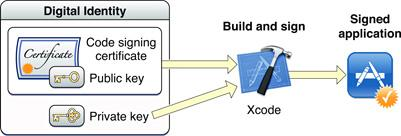 Digital Identity
Certificate
Code signing
certificate
Public key
Private key
Build and sign
Xcode
Signed
application